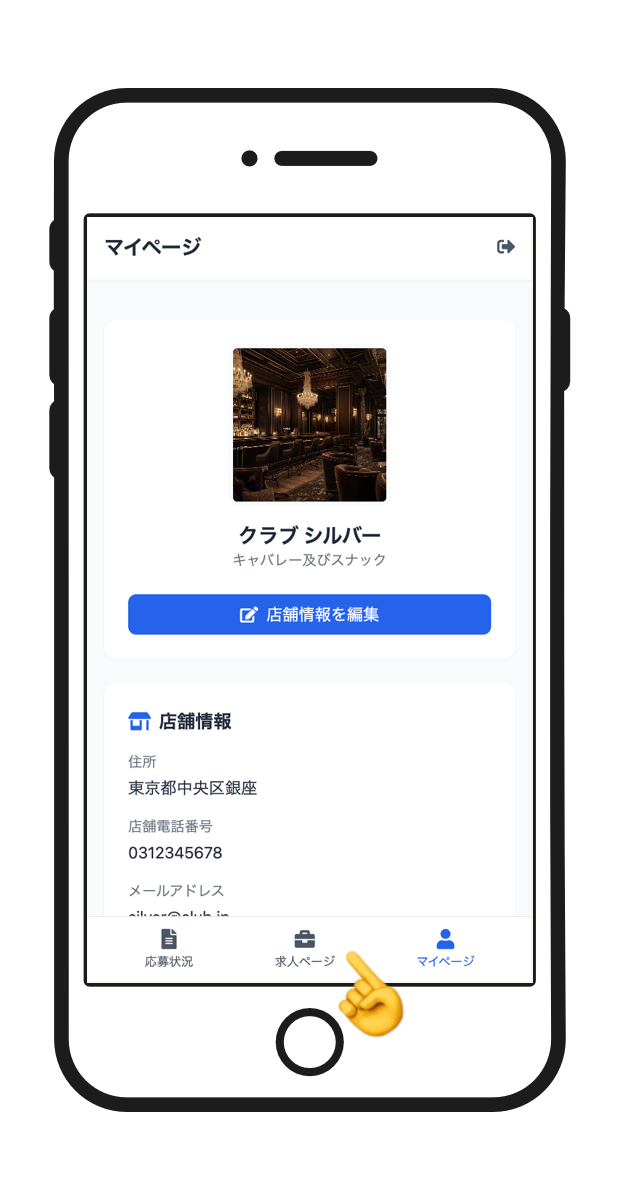 マイページ
クラブ シルバー
キャバレー及びスナック
店舗情報を編集
店舗情報
住所
東京都中央区銀座
店舗電話番号
0312345678
メールアドレス
応募状況
求人ページ
マイページ